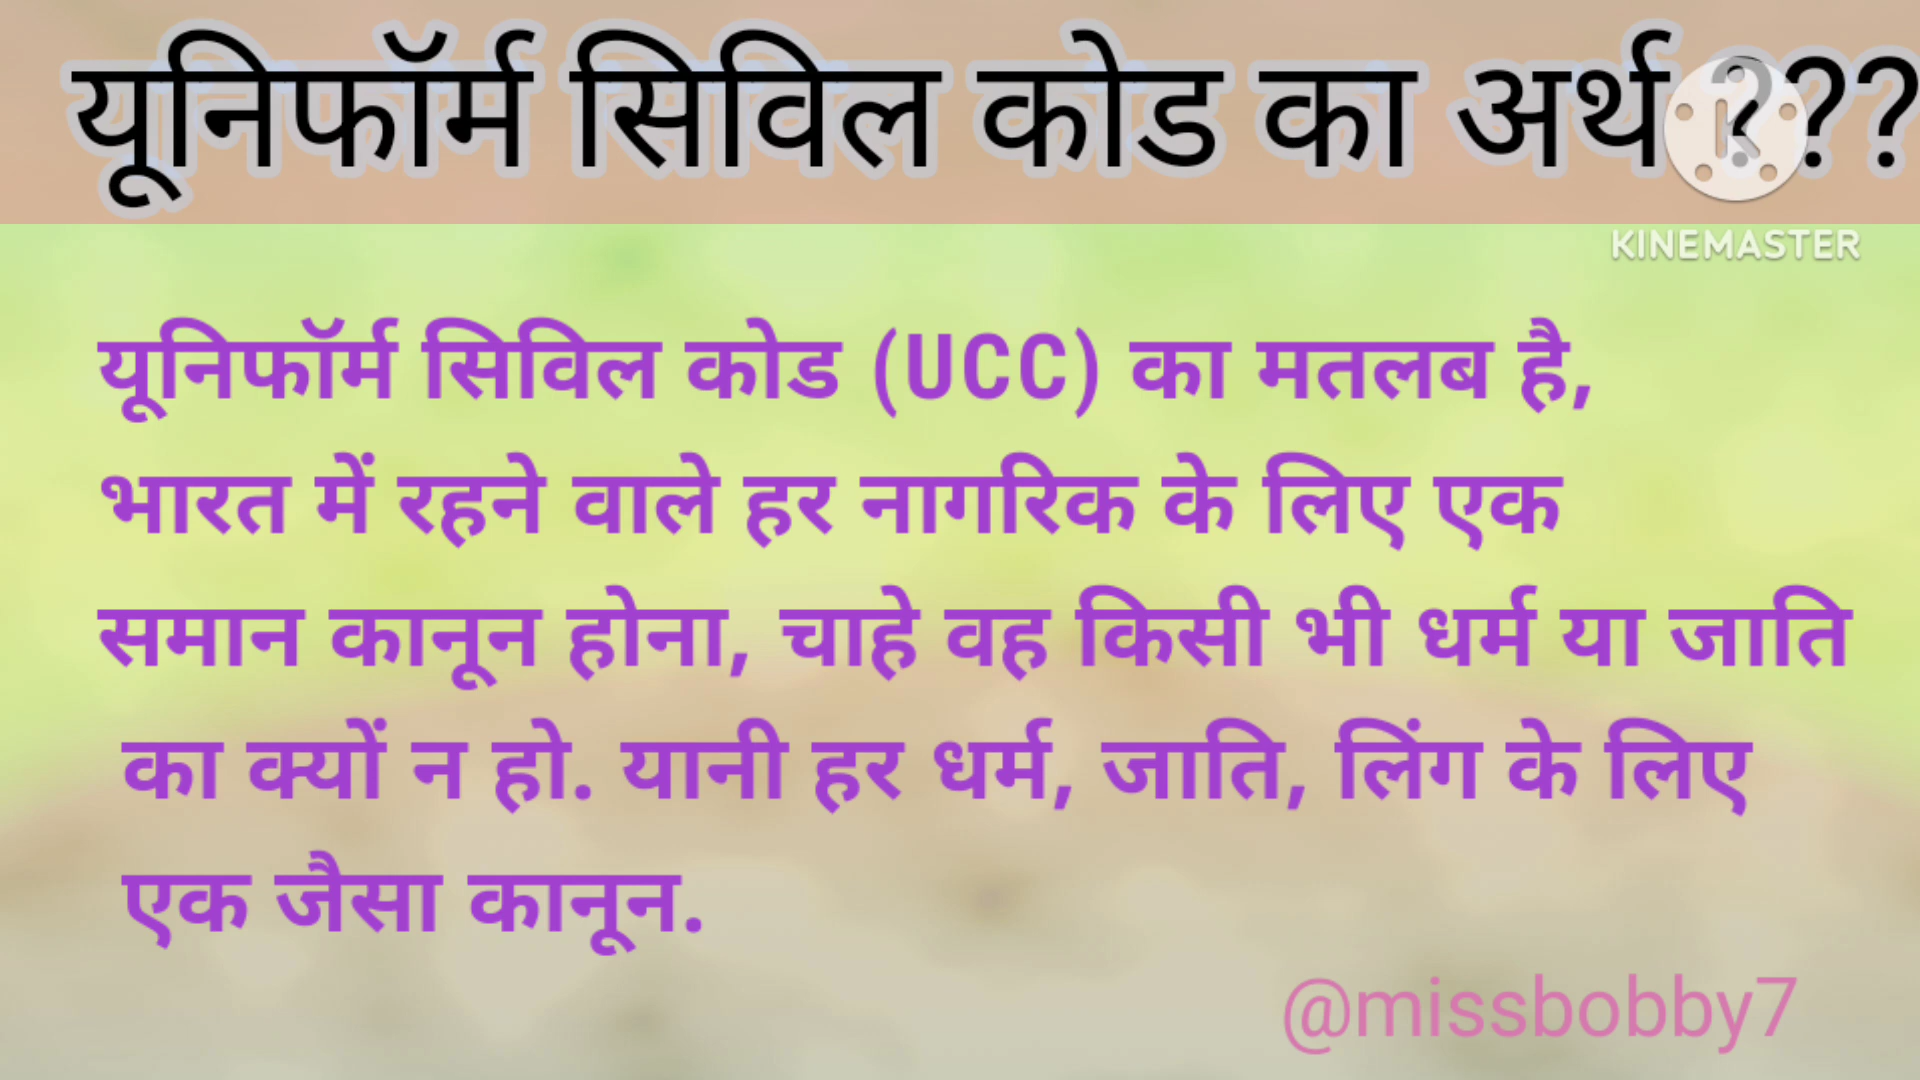 यूनिफॉर्म सिविल कोड का अर्थ ???
KINEMASTER
यूनिफॉर्म सिविल कोड (UCC) का मतलब है,
भारत में रहने वाले हर नागरिक के लिए एक
समान कानून होना, चाहे वह किसी भी धर्म या जाति
का क्यों न हो. यानी हर धर्म, जाति, लिंग के लिए
एक जैसा कानून.
@missbobby7